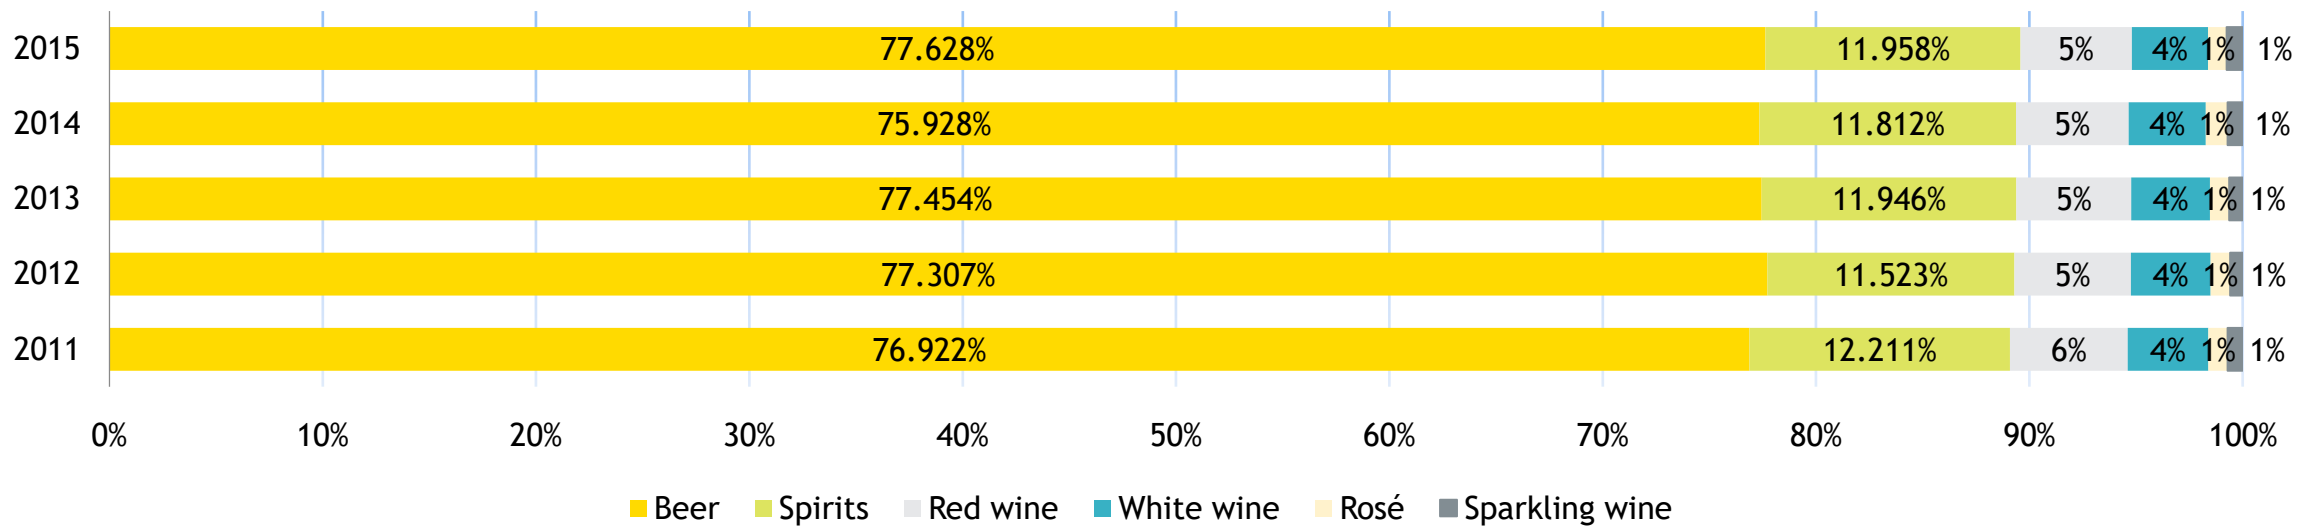 2015 77.628% 11.958% 5% 4% 1% 1%
2014 75.928% 11.812% 5% 4% 1% 1%
2013 77.454% 11.946% 5% 4% 1% 1%
2012 77.307% 11.523% 5% 4% 1% 1%
2011 76.922% 12.211% 6% 4% 1% 1%
0% 10% 20% 30% 40% 50% 60% 70% 80% 90% 100%
Beer Spirits Red wine White wine Rosé Sparkling wine